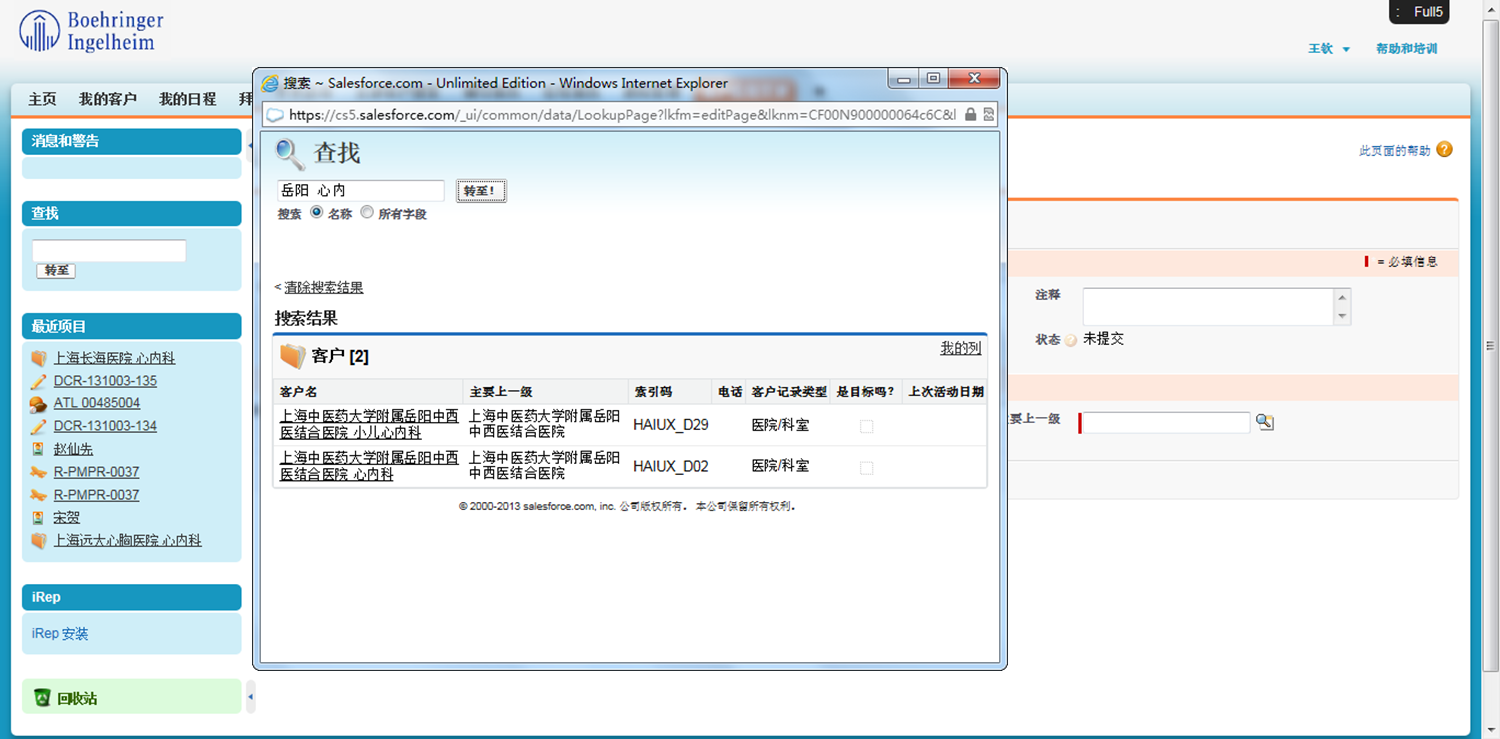 Boehringer
Ingelheim
: Full5
王钦
帮助和培训
主页
我的客户
我的日程
消息和警告
查找
转至
最近项目
上海长海医院 心内科
DCR-131003-135
ATL 00485004
DCR-131003-134
赵仙先
R-PMPR-0037
R-PMPR-0037
宋贺
上海远大心胸医院 心内科
iRep
iRep 安装
回收站
搜索 ~ Salesforce.com - Unlimited Edition - Windows Internet Explorer
https://cs5.salesforce.com/_ui/common/data/LookupPage?lkfm=editPage&lknm=CF00N900000064c6C&l
查找
岳阳 心内
转至!
搜索 名称 所有字段
< 清除搜索结果
搜索结果
客户 [2]
我的列
客户名 主要上一级 索引码 电话 客户记录类型 是目标吗? 上次活动日期
上海中医药大学附属岳阳中西 上海中医药大学附属岳阳 HAIUX_D29 医院/科室
医结合医院 小儿心内科 中西医结合医院
上海中医药大学附属岳阳中西 上海中医药大学附属岳阳 HAIUX_D02 医院/科室
医结合医院 心内科 中西医结合医院
© 2000-2013 salesforce.com, inc. 公司版权所有。 本公司保留所有权利。
此页面的帮助 ?
= 必填信息
注释
状态 未提交
要上一级